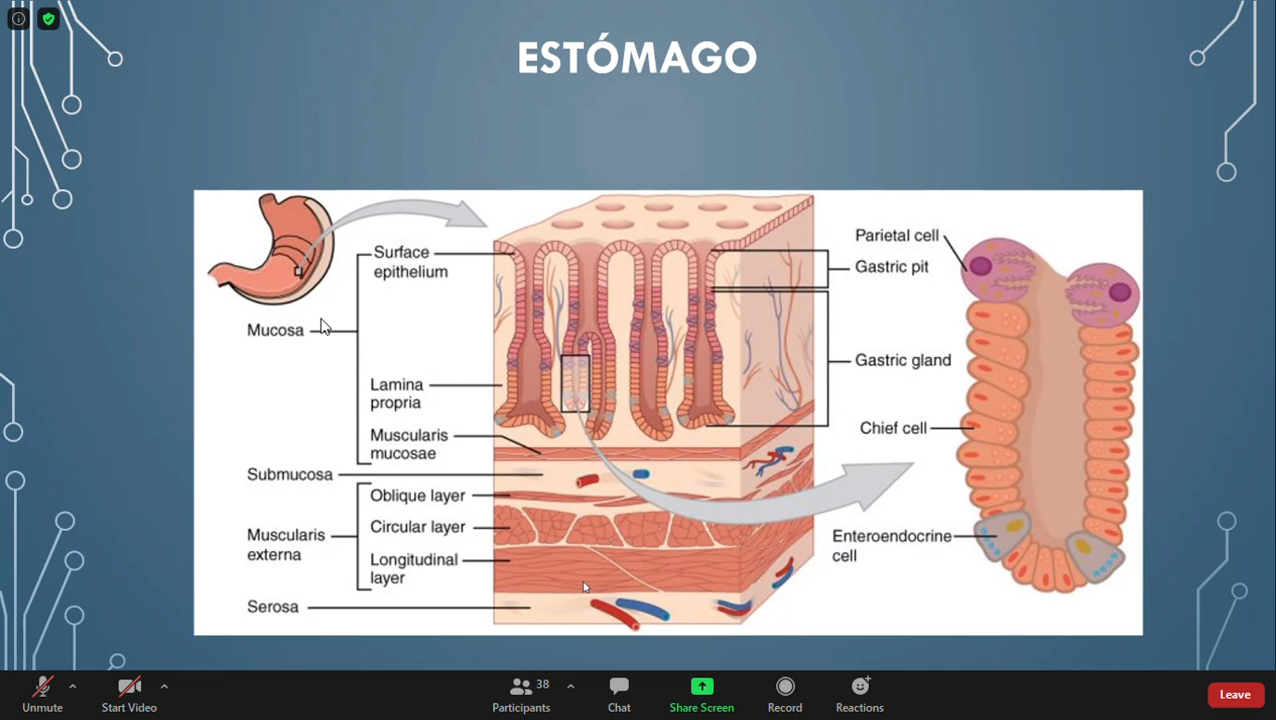 ESTÓMAGO
Surface
epithelium
Mucosa
Lamina
propria
Muscularis
mucosae
Submucosa
Oblique layer
Muscularis
externa
Circular layer
Longitudinal
layer
Serosa
Parietal cell
Gastric pit
Gastric gland
Chief cell
Enteroendocrine
cell
Unmute
Start Video
38
Participants
Chat
Share Screen
Record
Reactions
Leave